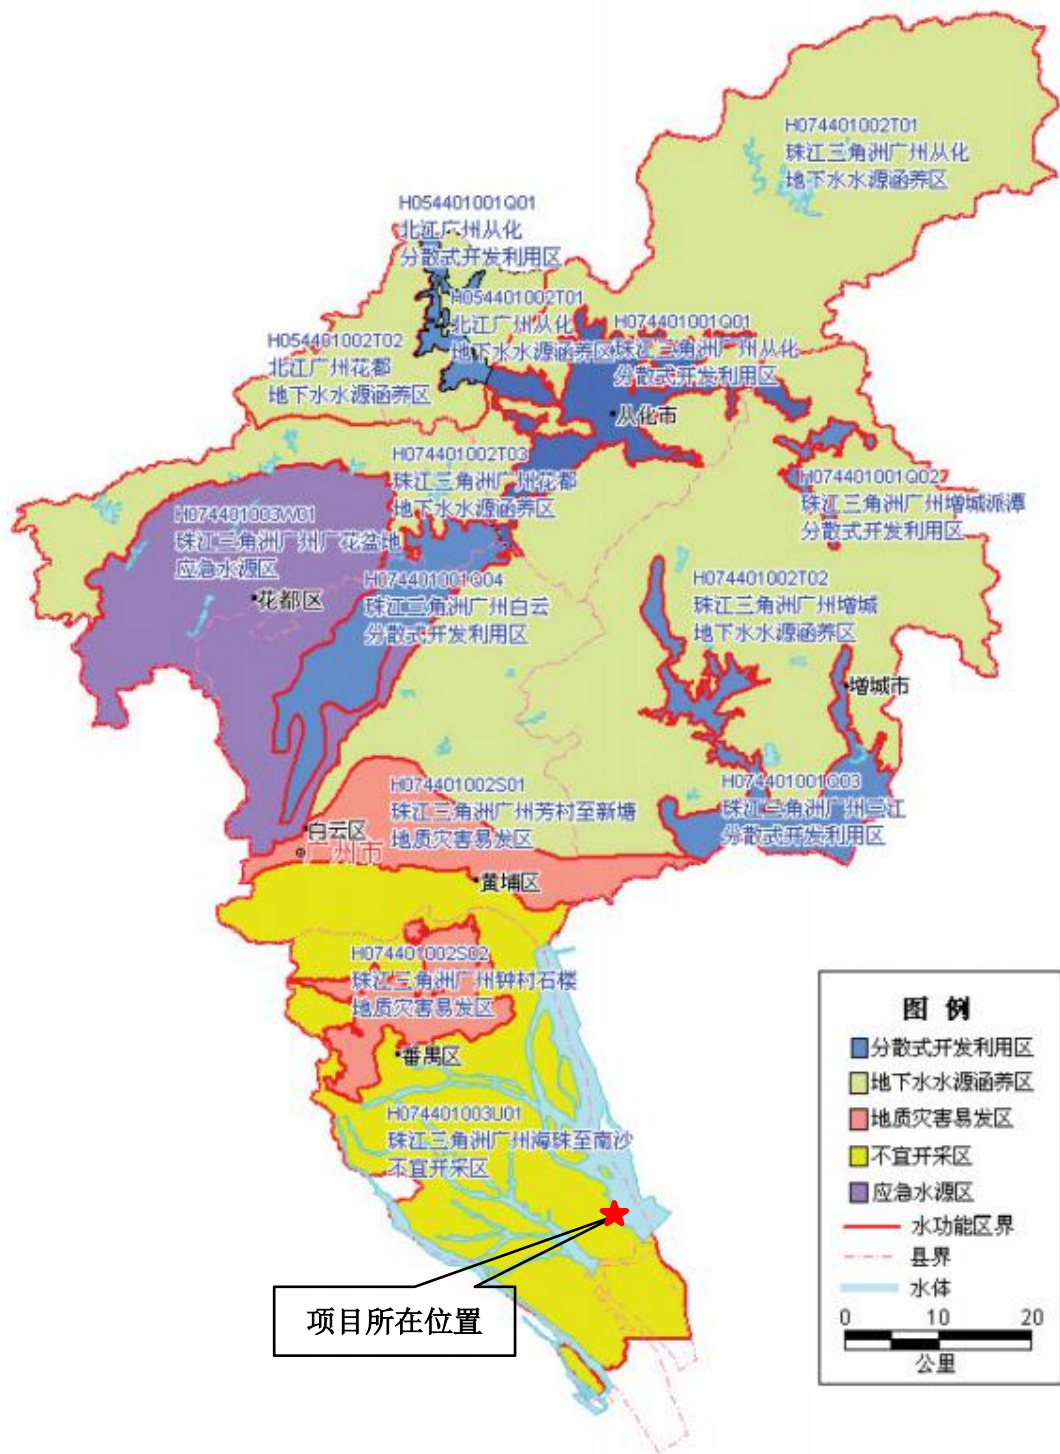 H074401002T01
珠江三角洲广州从化
地下水水源涵养区
H054401001Q01
北江广州从化
分散式开发利用区
H054401002T01
北江广州从化
地下水水源涵养区
H074401001Q01
珠江三角洲广州从化
分散式开发利用区
H054401002T02
北江广州花都
地下水水源涵养区
从化市
H074401002T03
珠江三角洲广州花都
地下水水源涵养区
H074401001Q02
珠江三角洲广州增城派潭
分散式开发利用区
H074401003W01
珠江三角洲广州广花盆地
应急水源区
花都区
H074401001Q04
珠江三角洲广州白云
分散式开发利用区
H074401002T02
珠江三角洲广州增城
地下水水源涵养区
增城市
H074401002S01
珠江三角洲广州芳村至新塘
地质灾害易发区
H074401001Q03
珠江三角洲广州三江
分散式开发利用区
白云区
广州市
黄埔区
H074401002S02
珠江三角洲广州钟村石楼
地质灾害易发区
番禺区
H074401003U01
珠江三角洲广州海珠至南沙
不宜开采区
项目所在位置
图 例
分散式开发利用区
地下水水源涵养区
地质灾害易发区
不宜开采区
应急水源区
水功能区界
县界
水体
0 10 20
公里